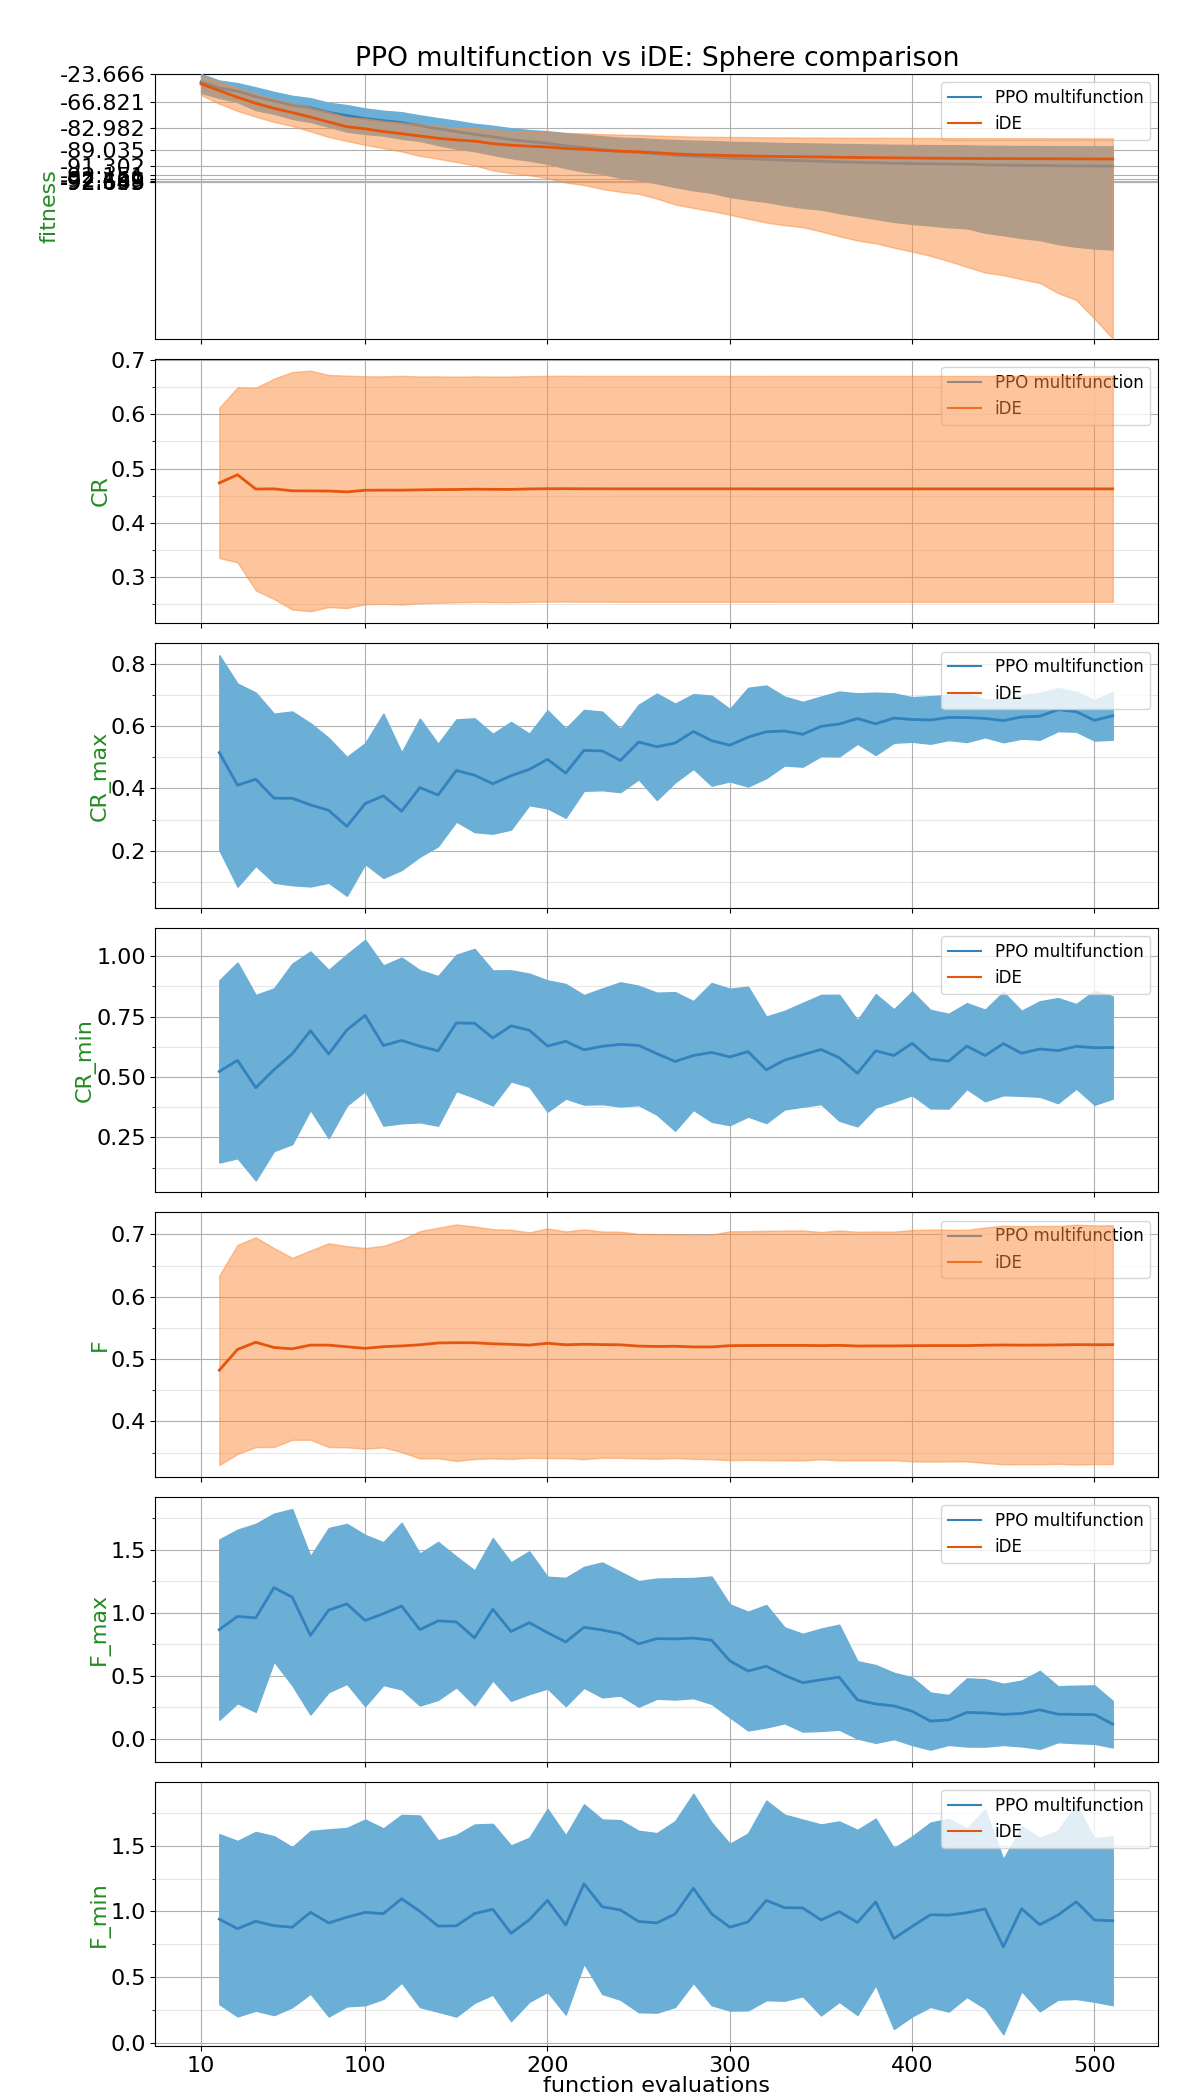 PPO multifunction vs iDE: Sphere comparison
-23.666
-66.821
-82.982
-89.035
-91.302
fitness
PPO multifunction
iDE
0.7
0.6
0.5
0.4
0.3
CR
PPO multifunction
iDE
0.8
0.6
0.4
0.2
CR_max
PPO multifunction
iDE
1.00
0.75
0.50
0.25
CR_min
PPO multifunction
iDE
0.7
0.6
0.5
0.4
F
PPO multifunction
iDE
1.5
1.0
0.5
0.0
F_max
PPO multifunction
iDE
1.5
1.0
0.5
0.0
F_min
PPO multifunction
iDE
10 100 200 300 400 500
function evaluations